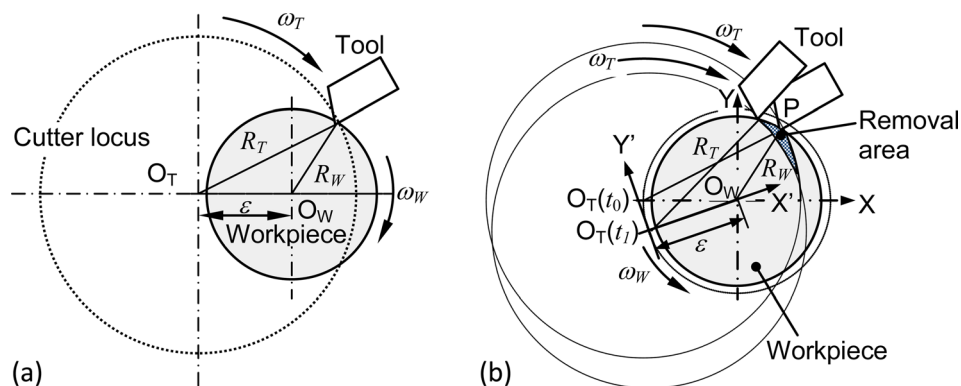 ω_T
Tool
Cutter locus
R_T
R_W
O_T
ε
O_W
ω_W
Workpiece
(a)
ω_T
ω_T
Tool
Y
P
Removal
area
Y'
R_T
R_W
O_W
O_T(t_0)
X'
X
O_T(t_1)
ε
ω_W
Workpiece
(b)